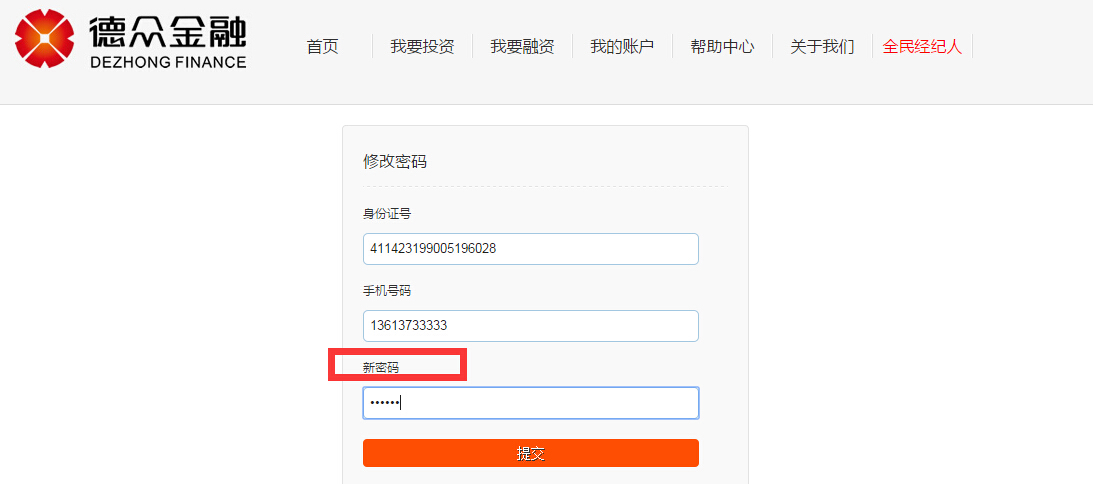 德众金融
DEZHONG FINANCE
首页 我要投资 我要融资 我的账户 帮助中心 关于我们 全民经纪人
修改密码
身份证号
411423199005196028
手机号码
13613733333
新密码
••••••
提交